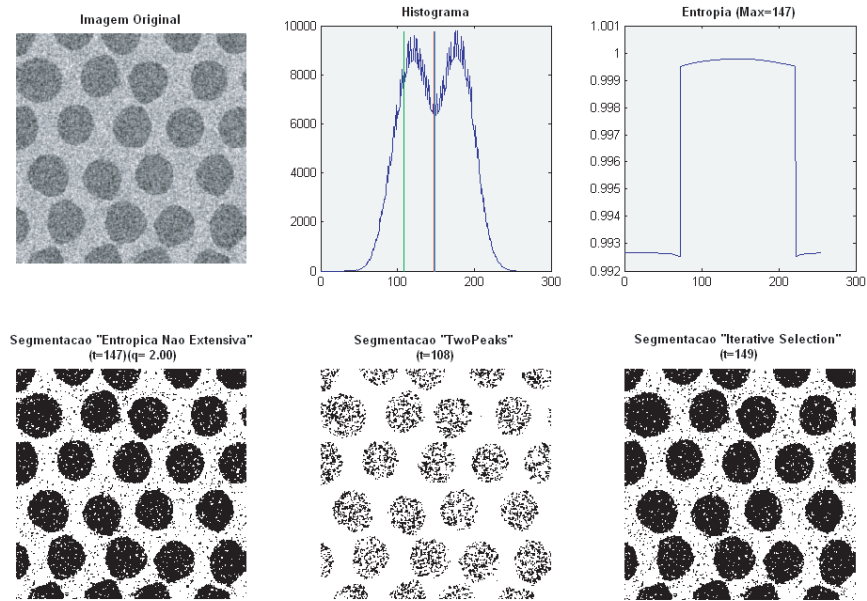 Imagem Original
Histograma
Entropia (Max=147)
10000
8000
6000
4000
2000
0
0
100
200
300
1.001
1
0.999
0.998
0.997
0.996
0.995
0.994
0.993
0.992
0
100
200
300
Segmentacao "Entropica Nao Extensiva"
(t=147)(q= 2.00)
Segmentacao "TwoPeaks"
(t=108)
Segmentacao "Iterative Selection"
(t=149)